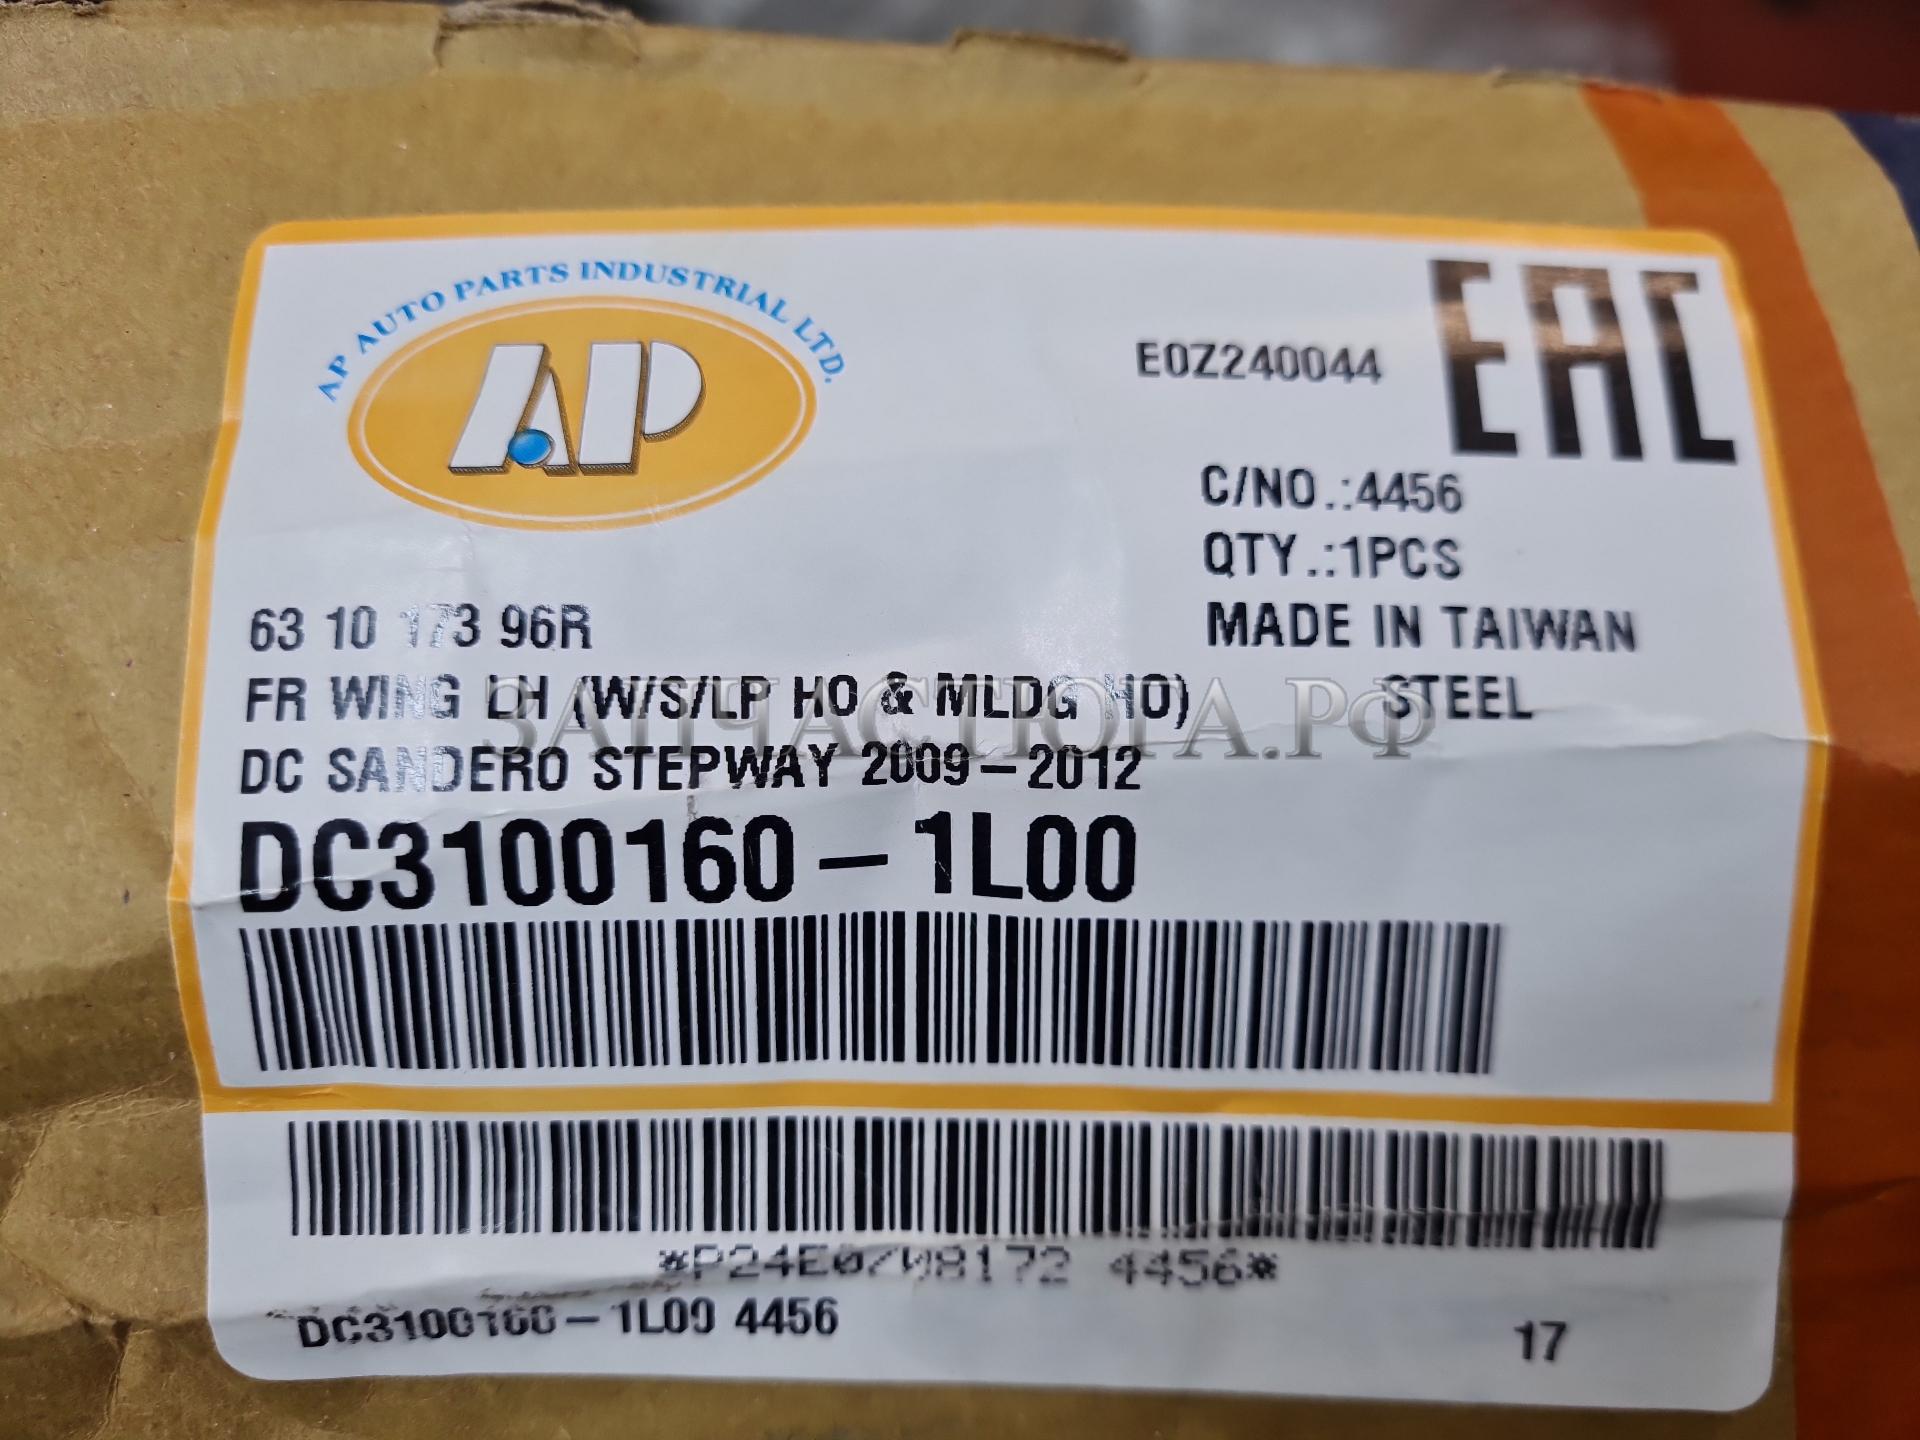 AP AUTO PARTS INDUSTRIAL LTD.
AP
E0Z240044
EAC
C/NO.:4456
QTY.:1PCS
63 10 173 96R
MADE IN TAIWAN
FR WING LH (W/S/LP HO & MLDG HO)
STEEL
ЗАПЧАСТЮГА.РФ
DC SANDERO STEPWAY 2009-2012
DC3100160-1L00
4456*
DC3100160-1L00 4456
17